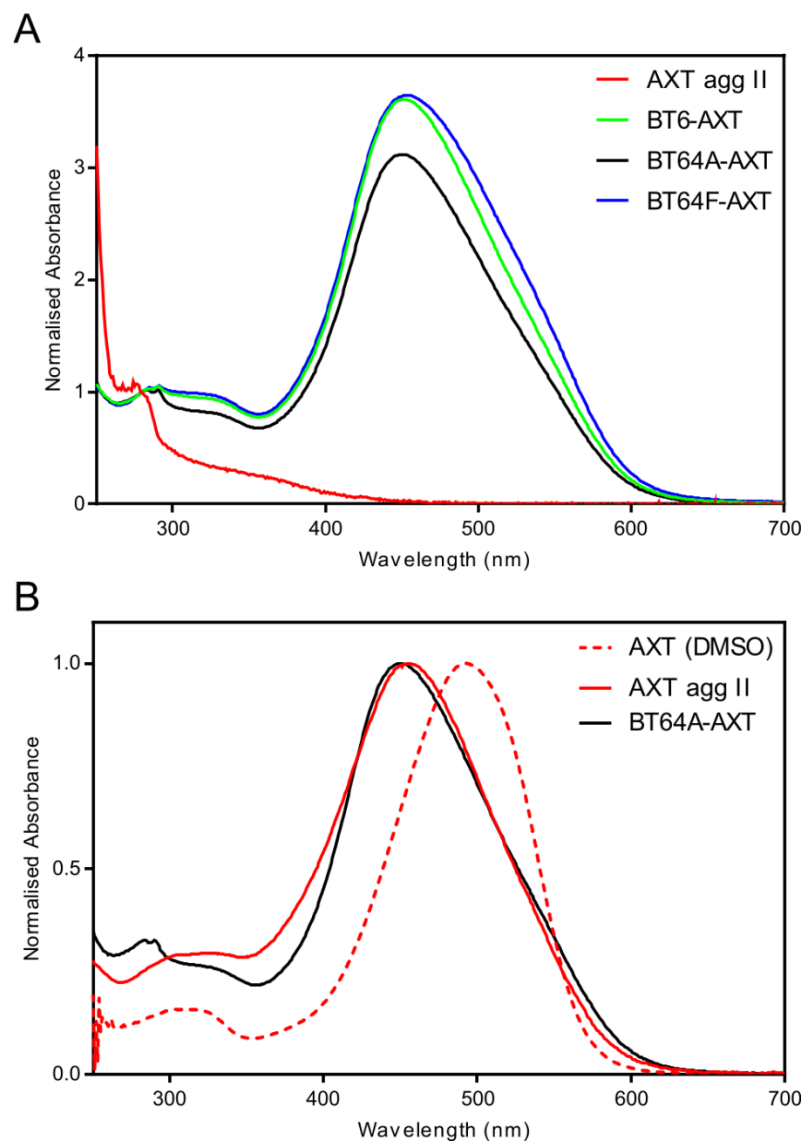 A
4
3
2
1
0
Normalised Absorbance
AXT agg II
BT6-AXT
BT64A-AXT
BT64F-AXT
300 400 500 600 700
Wavelength (nm)
B
1.0
0.5
0.0
Normalised Absorbance
AXT (DMSO)
AXT agg II
BT64A-AXT
300 400 500 600 700
Wavelength (nm)